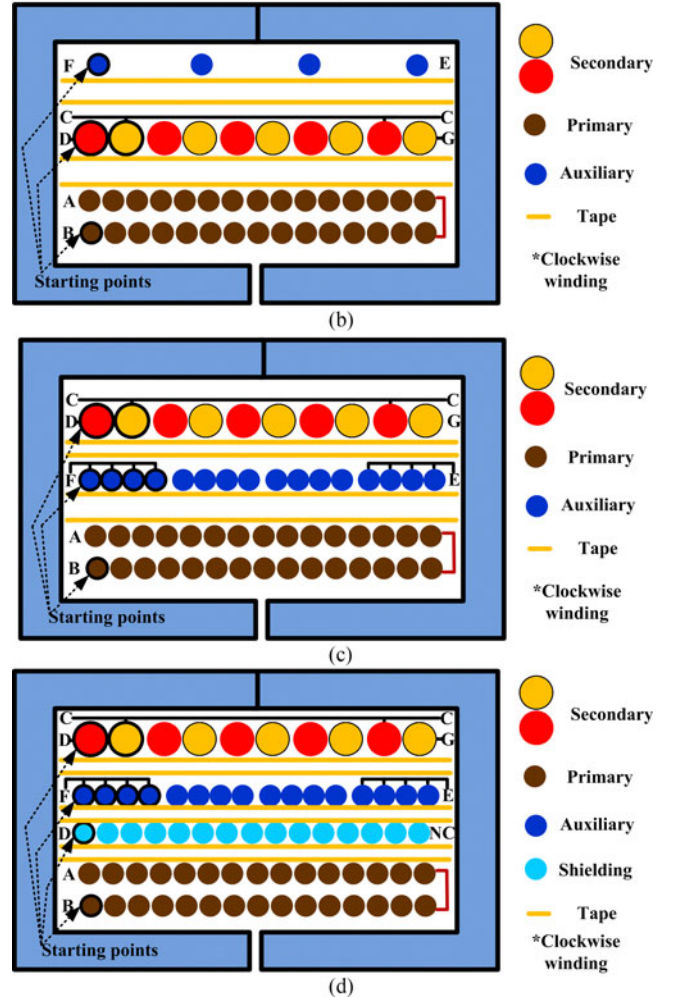 F E
C C Secondary
D G
Primary
A Auxiliary
B Tape
*Clockwise
winding
Starting points
(b)
C C Secondary
D G
F E Primary
Auxiliary
A Tape
B
*Clockwise
winding
Starting points
(c)
C C Secondary
D G
F E Primary
Auxiliary
D NC Shielding
A
B Tape
*Clockwise
winding
Starting points
(d)